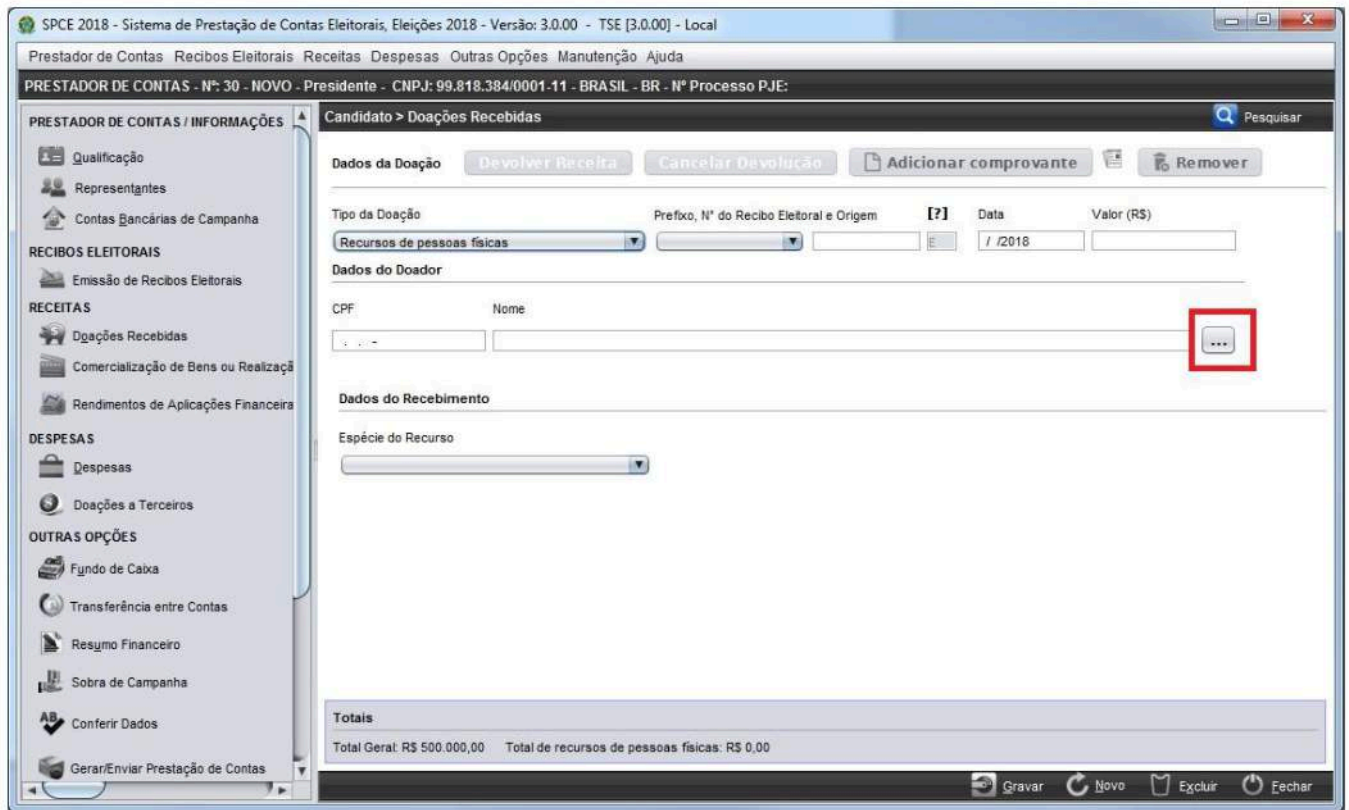 SPCE 2018 - Sistema de Prestação de Contas Eleitorais, Eleições 2018 - Versão: 3.0.00 - TSE [3.0.00] - Local
Prestador de Contas Recibos Eleitorais Receitas Despesas Outras Opções Manutenção Ajuda
PRESTADOR DE CONTAS - Nº: 30 - NOVO - Presidente - CNPJ: 99.818.384/0001-11 - BRASIL - BR - Nº Processo PJE:
PRESTADOR DE CONTAS / INFORMAÇÕES
Qualificação
Representantes
Contas Bancárias de Campanha
RECIBOS ELEITORAIS
Emissão de Recibos Eleitorais
RECEITAS
Doações Recebidas
Comercialização de Bens ou Realizaçã
Rendimentos de Aplicações Financeira
DESPESAS
Despesas
Doações a Terceiros
OUTRAS OPÇÕES
Fundo de Caixa
Transferência entre Contas
Resumo Financeiro
Sobra de Campanha
Conferir Dados
Gerar/Enviar Prestação de Contas
Candidato > Doações Recebidas Pesquisar
Dados da Doação Devolver Receita Cancelar Devolução Adicionar comprovante Remover
Tipo da Doação Prefixo, N° do Recibo Eleitoral e Origem [?] Data Valor (R$)
Recursos de pessoas físicas E / /2018
Dados do Doador
CPF Nome
. . - ...
Dados do Recebimento
Espécie do Recurso
Totais
Total Geral: R$ 500.000,00 Total de recursos de pessoas físicas: R$ 0,00
Gravar Novo Excluir Fechar